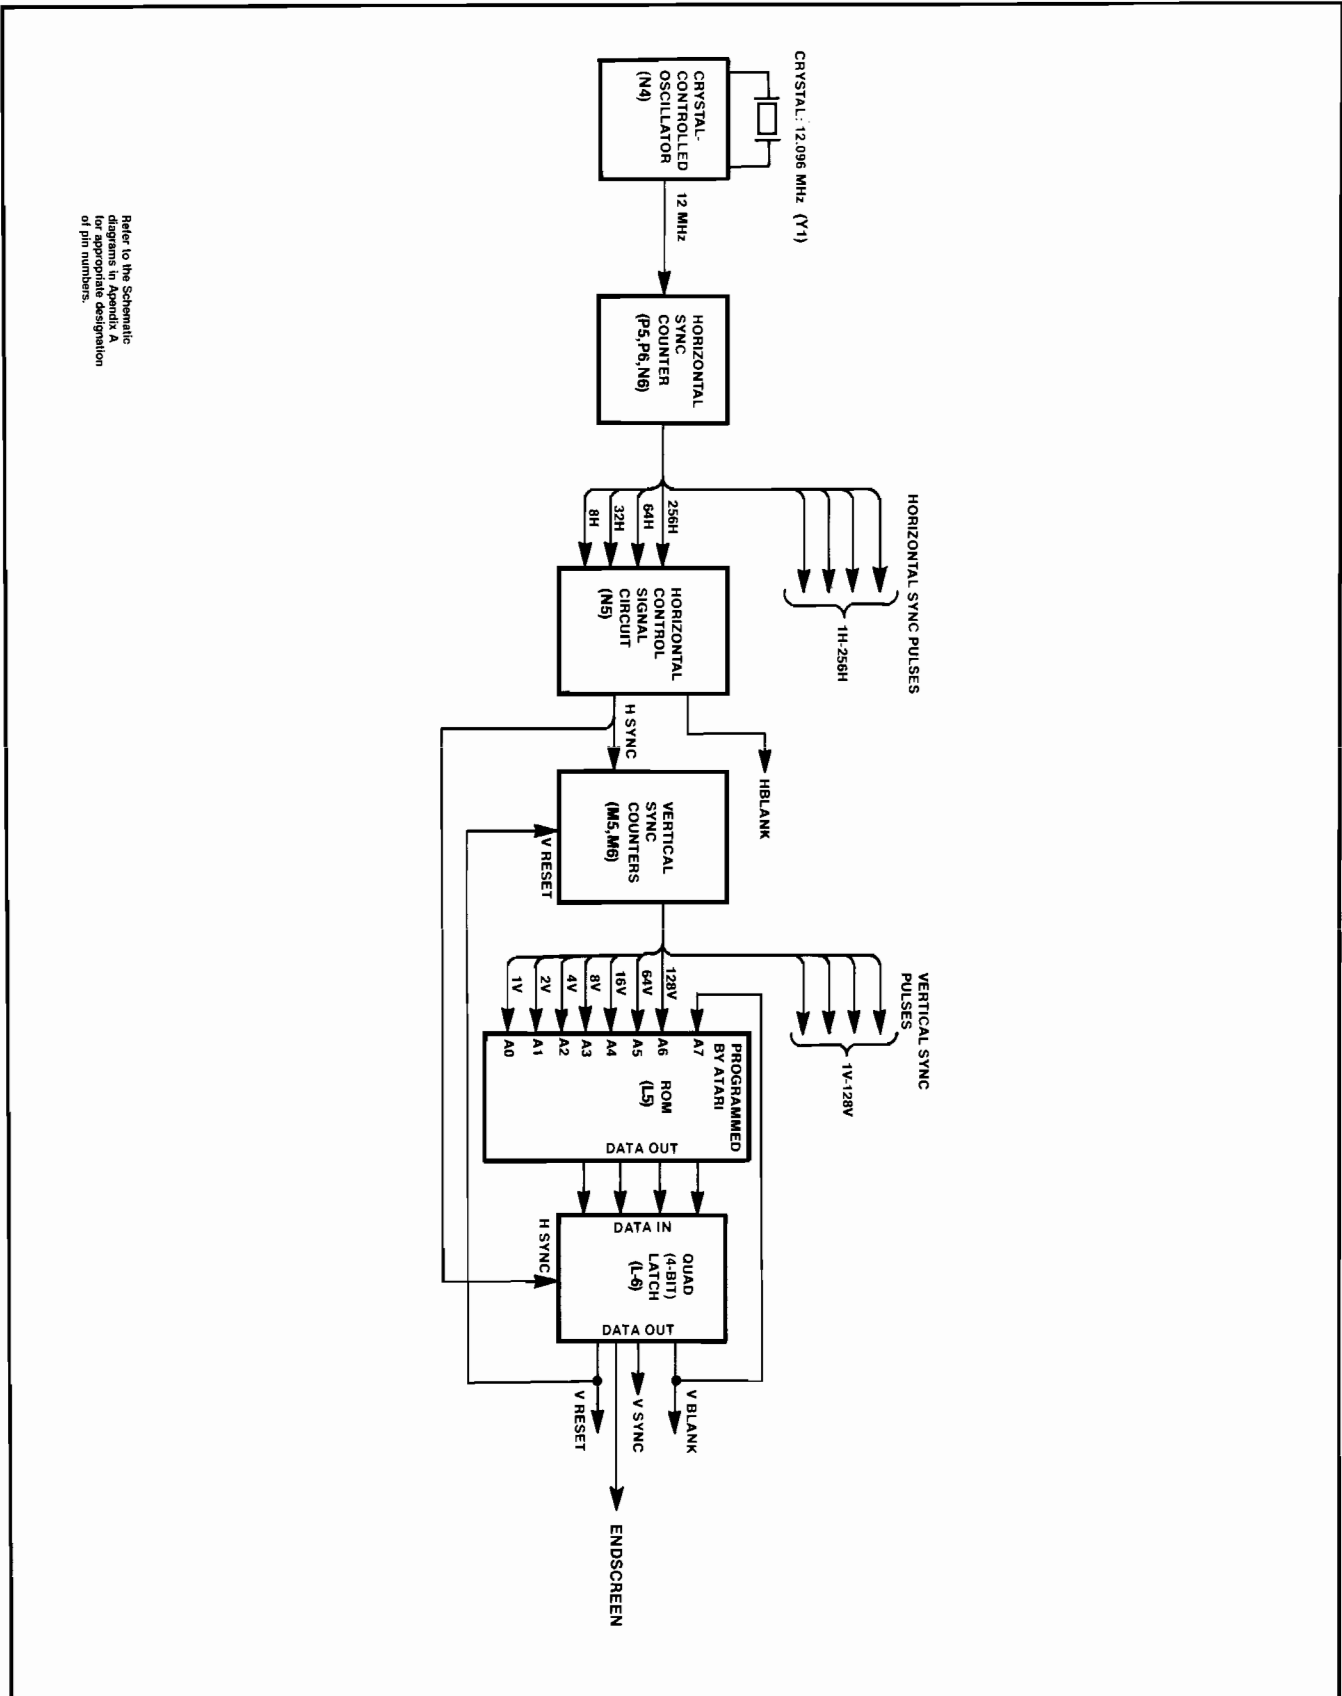 CRYSTAL: 12.096 MHz (Y1)
CRYSTAL-
CONTROLLED
OSCILLATOR
(N4)
12 MHz
HORIZONTAL
SYNC
COUNTER
(P5,P6,N6)
HORIZONTAL SYNC PULSES
1H-256H
256H
64H
32H
8H
HORIZONTAL
CONTROL
SIGNAL
CIRCUIT
(N5)
HBLANK
H SYNC
VERTICAL
SYNC
COUNTERS
(M5,M6)
V RESET
VERTICAL SYNC
PULSES
1V-128V
128V
64V
16V
8V
4V
2V
1V
PROGRAMMED
BY ATARI
A7
A6
A5
A4
A3
A2
A1
A0
ROM
(L5)
DATA OUT
DATA IN
QUAD
(4-BIT)
LATCH
(L-6)
H SYNC
DATA OUT
V BLANK
V SYNC
V RESET
ENDSCREEN
Refer to the Schematic
diagrams in Apendix A
for appropriate designation
of pin numbers.